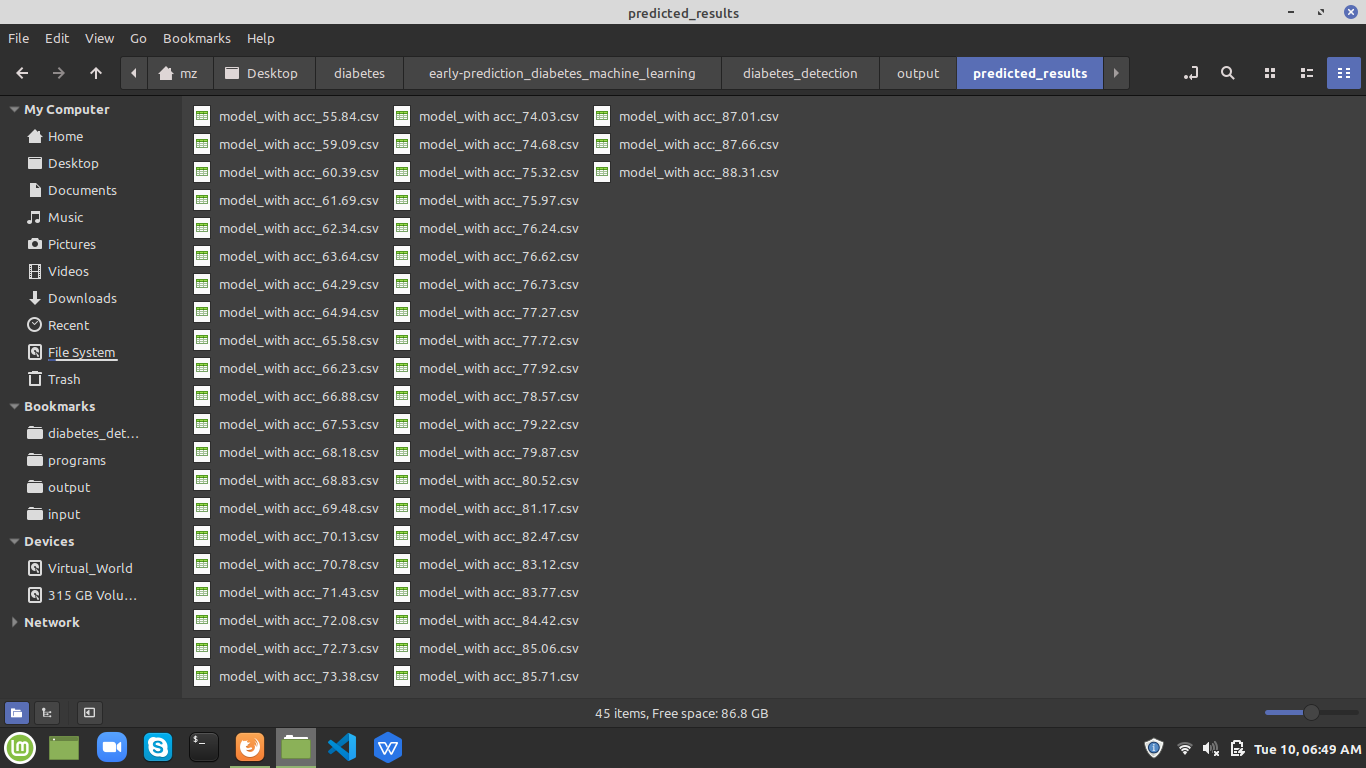 predicted_results
File Edit View Go Bookmarks Help
mz Desktop diabetes early-prediction_diabetes_machine_learning diabetes_detection output predicted_results
My Computer
Home
Desktop
Documents
Music
Pictures
Videos
Downloads
Recent
File System
Trash
Bookmarks
diabetes_det...
programs
output
input
Devices
Virtual_World
315 GB Volu...
Network
model_with acc:_55.84.csv
model_with acc:_59.09.csv
model_with acc:_60.39.csv
model_with acc:_61.69.csv
model_with acc:_62.34.csv
model_with acc:_63.64.csv
model_with acc:_64.29.csv
model_with acc:_64.94.csv
model_with acc:_65.58.csv
model_with acc:_66.23.csv
model_with acc:_66.88.csv
model_with acc:_67.53.csv
model_with acc:_68.18.csv
model_with acc:_68.83.csv
model_with acc:_69.48.csv
model_with acc:_70.13.csv
model_with acc:_70.78.csv
model_with acc:_71.43.csv
model_with acc:_72.08.csv
model_with acc:_72.73.csv
model_with acc:_73.38.csv
model_with acc:_74.03.csv
model_with acc:_74.68.csv
model_with acc:_75.32.csv
model_with acc:_75.97.csv
model_with acc:_76.24.csv
model_with acc:_76.62.csv
model_with acc:_76.73.csv
model_with acc:_77.27.csv
model_with acc:_77.72.csv
model_with acc:_77.92.csv
model_with acc:_78.57.csv
model_with acc:_79.22.csv
model_with acc:_79.87.csv
model_with acc:_80.52.csv
model_with acc:_81.17.csv
model_with acc:_82.47.csv
model_with acc:_83.12.csv
model_with acc:_83.77.csv
model_with acc:_84.42.csv
model_with acc:_85.06.csv
model_with acc:_85.71.csv
model_with acc:_87.01.csv
model_with acc:_87.66.csv
model_with acc:_88.31.csv
45 items, Free space: 86.8 GB
Tue 10, 06:49 AM